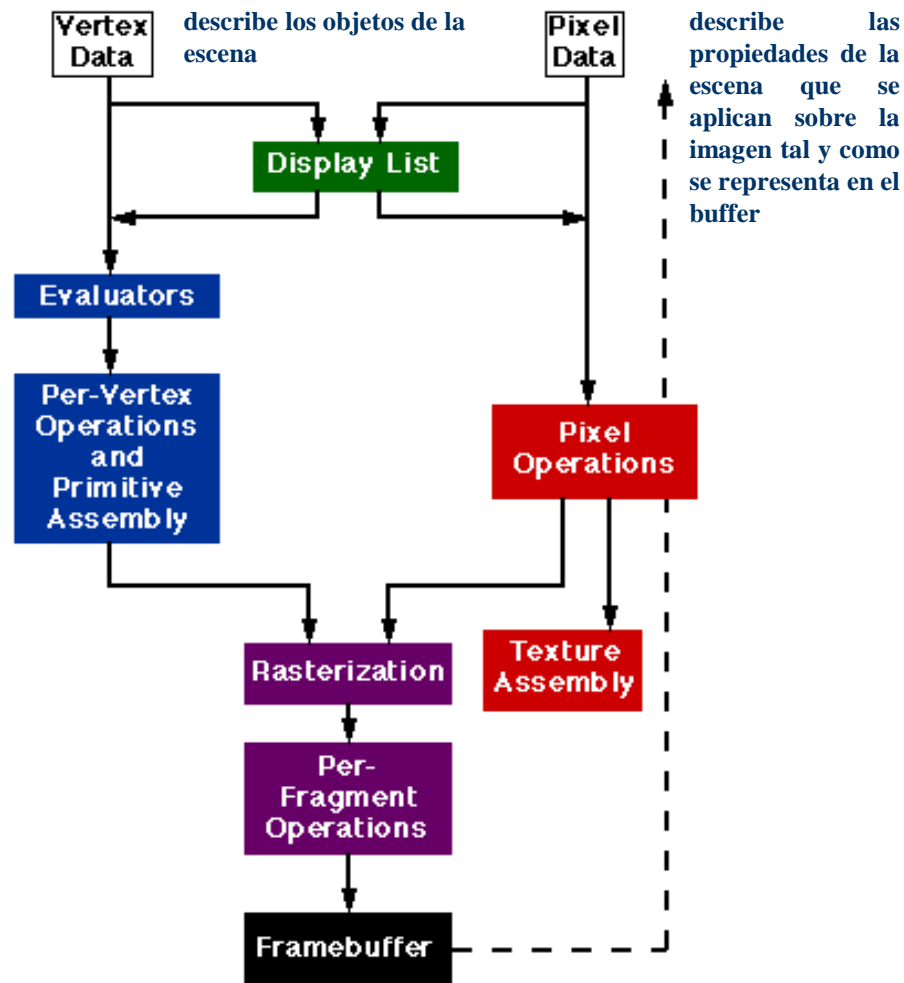 Vertex
Data
describe los objetos de la
escena
Pixel
Data
describe las
propiedades de la
escena que se
aplican sobre la
imagen tal y como
se representa en el
buffer
Display List
Evaluators
Per-Vertex
Operations
and
Primitive
Assembly
Pixel
Operations
Rasterization
Texture
Assembly
Per-
Fragment
Operations
Framebuffer